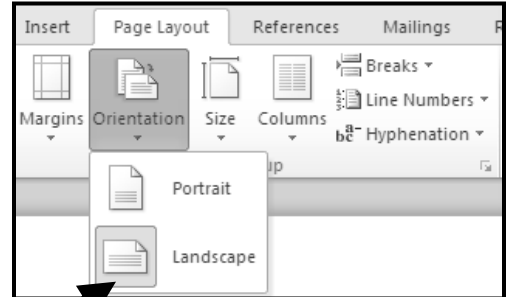 Insert Page Layout References Mailings
Breaks
Line Numbers
Margins Orientation Size Columns
Hyphenation
Portrait
Landscape